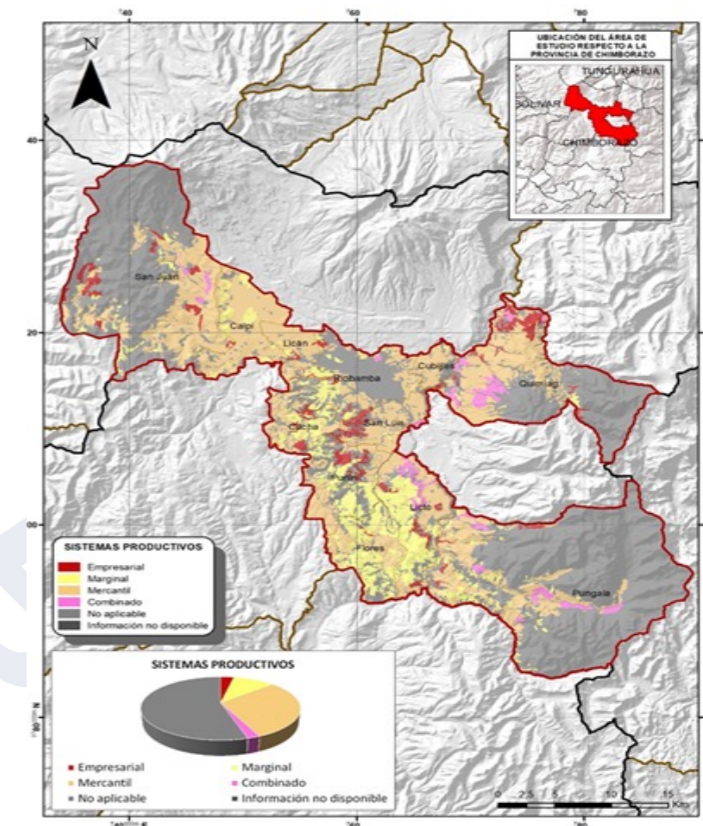 UBICACIÓN DEL ÁREA DE
ESTUDIO RESPECTO A LA
PROVINCIA DE CHIMBORAZO
TUNGURAHUA
BOLIVAR
CHIMBORAZO
N
40
20
00
San Juan
Calpi
Licán
Riobamba
Cubijíes
Quimiag
Cacha
San Luis
Punín
Licto
Flores
Pungala
SISTEMAS PRODUCTIVOS
Empresarial
Marginal
Mercantil
Combinado
No aplicable
Información no disponible
SISTEMAS PRODUCTIVOS
Empresarial
Marginal
Mercantil
Combinado
No aplicable
Información no disponible
0 2,5 5 10 15
Km